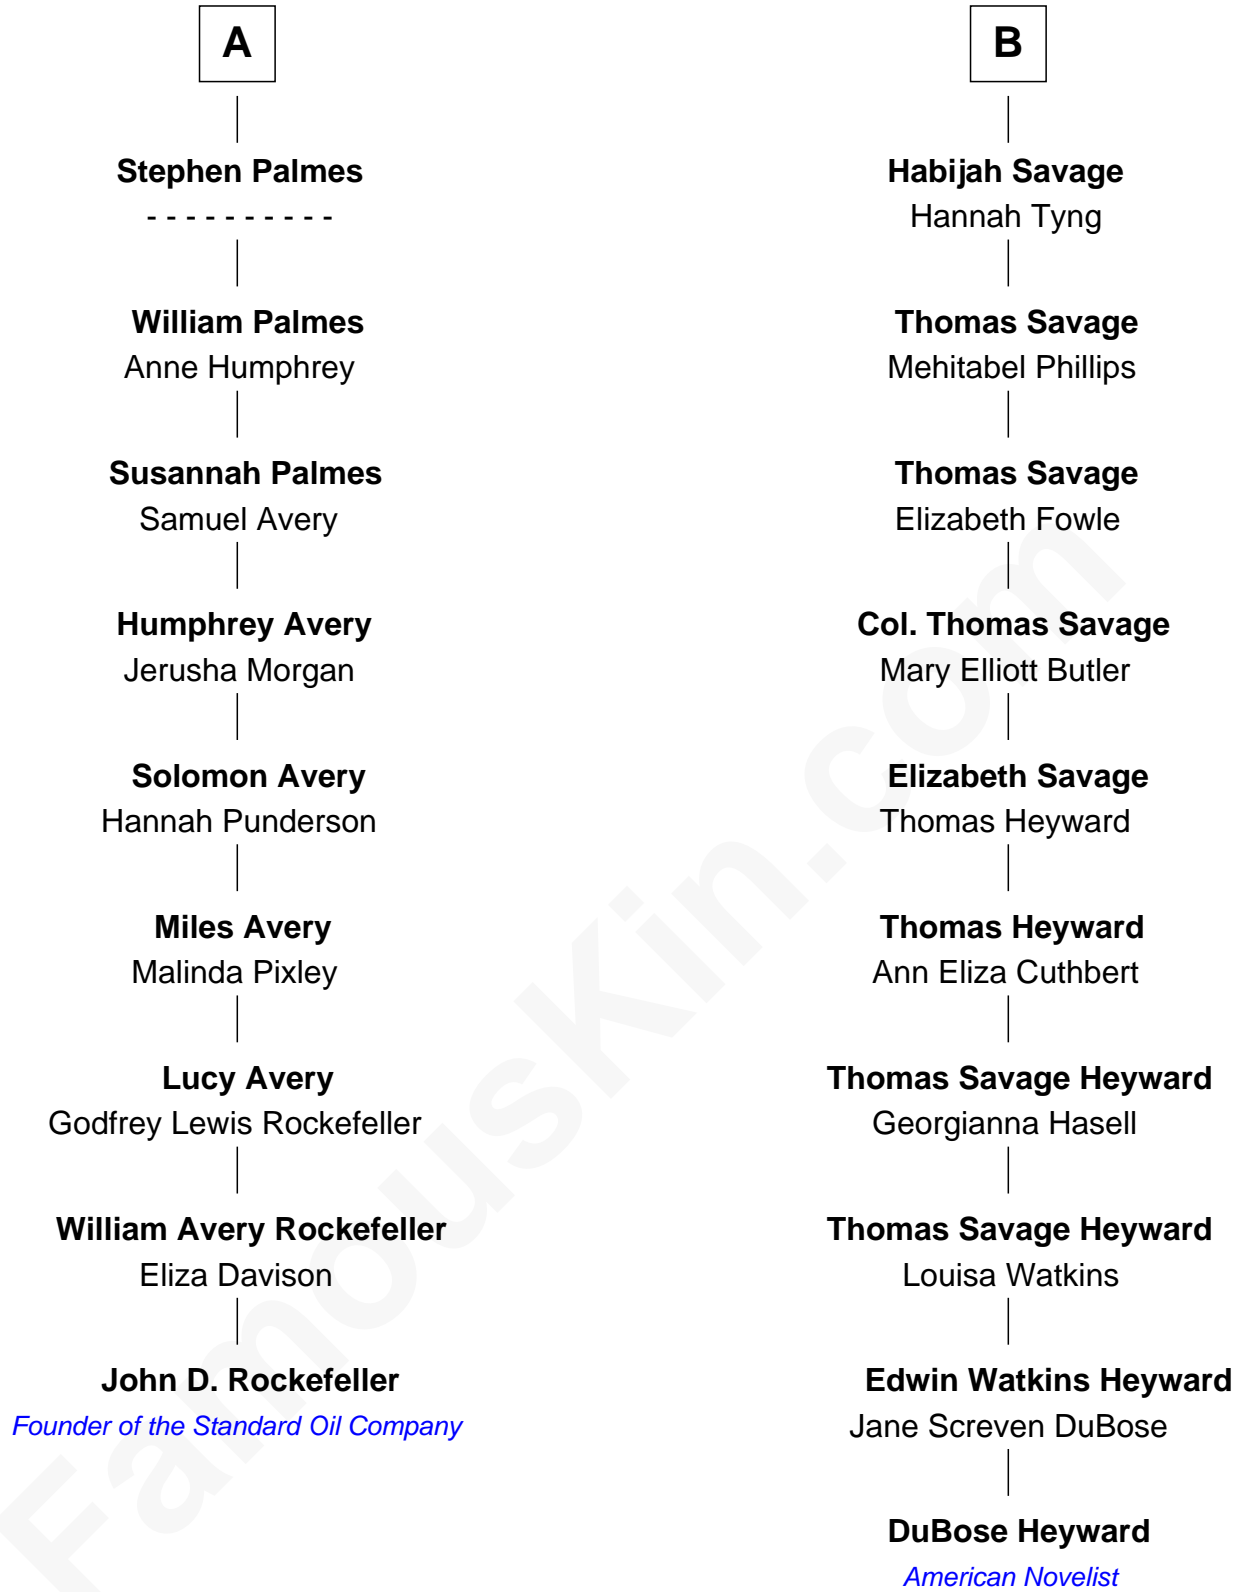 A
Stephen Palmes
- - - - - - - - - -
William Palmes
Anne Humphrey
Susannah Palmes
Samuel Avery
Humphrey Avery
Jerusha Morgan
Solomon Avery
Hannah Punderson
Miles Avery
Malinda Pixley
Lucy Avery
Godfrey Lewis Rockefeller
William Avery Rockefeller
Eliza Davison
John D. Rockefeller
Founder of the Standard Oil Company
B
Habijah Savage
Hannah Tyng
Thomas Savage
Mehitabel Phillips
Thomas Savage
Elizabeth Fowle
Col. Thomas Savage
Mary Elliott Butler
Elizabeth Savage
Thomas Heyward
Thomas Heyward
Ann Eliza Cuthbert
Thomas Savage Heyward
Georgianna Hasell
Thomas Savage Heyward
Louisa Watkins
Edwin Watkins Heyward
Jane Screven DuBose
DuBose Heyward
American Novelist
FamousKin.com